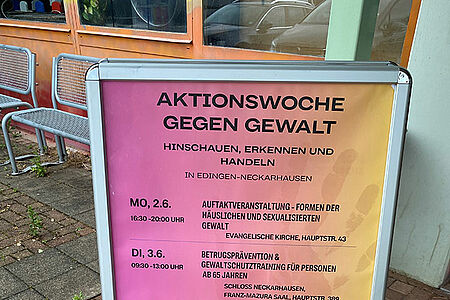 AKTIONSWOCHE
GEGEN GEWALT
HINSCHAUEN, ERKENNEN UND
HANDELN
IN EDINGEN-NECKARHAUSEN
MO, 2.6.
16:30-20:00 UHR
AUFTAKTVERANSTALTUNG - FORMEN DER
HÄUSLICHEN UND SEXUALISIERTEN
GEWALT
EVANGELISCHE KIRCHE, HAUPTSTR. 43
DI, 3.6.
09:30-13:00 UHR
BETRUGSPRÄVENTION &
GEWALTSCHUTZTRAINING FÜR PERSONEN
AB 65 JAHREN
SCHLOSS NECKARHAUSEN,
FRANZ-MAZURA SAAL, HAUPTSTR. 389